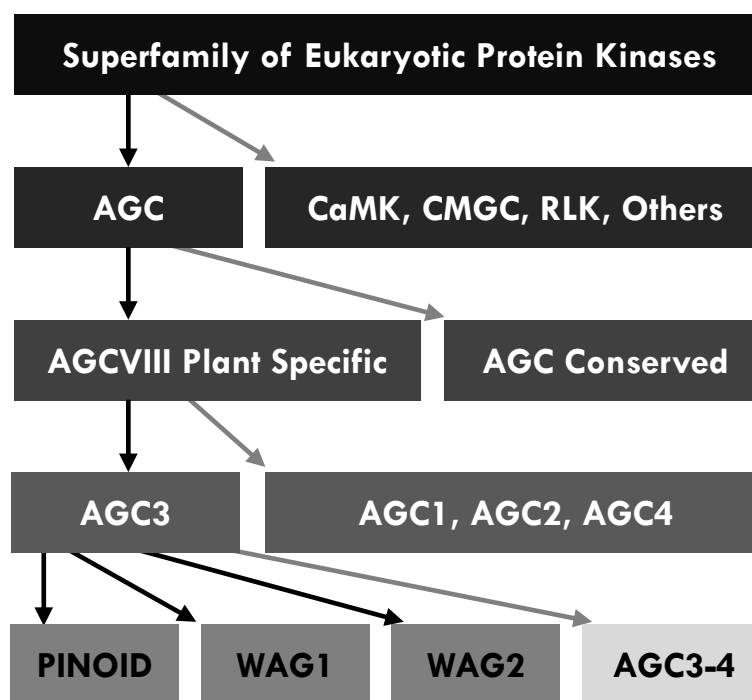 Superfamily of Eukaryotic Protein Kinases
AGC
CaMK, CMGC, RLK, Others
AGCVIII Plant Specific
AGC Conserved
AGC3
AGC1, AGC2, AGC4
PINOID
WAG1
WAG2
AGC3-4